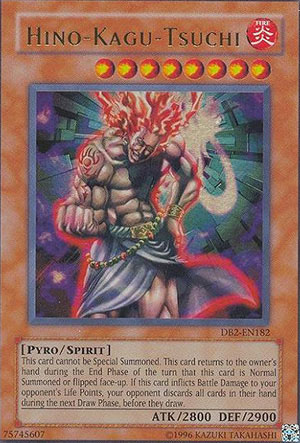 HINO-KAGU-TSUCHI
FIRE
炎
DB2-EN182
[PYRO/SPIRIT]
This card cannot be Special Summoned. This card returns to the owner's
hand during the End Phase of the turn that this card is Normal
Summoned or flipped face-up. If this card inflicts Battle Damage to your
opponent's Life Points, your opponent discards all cards in their hand
during the next Draw Phase, before they draw.
ATK/2800 DEF/2900
75745607
©1996 KAZUKI TAKAHASHI